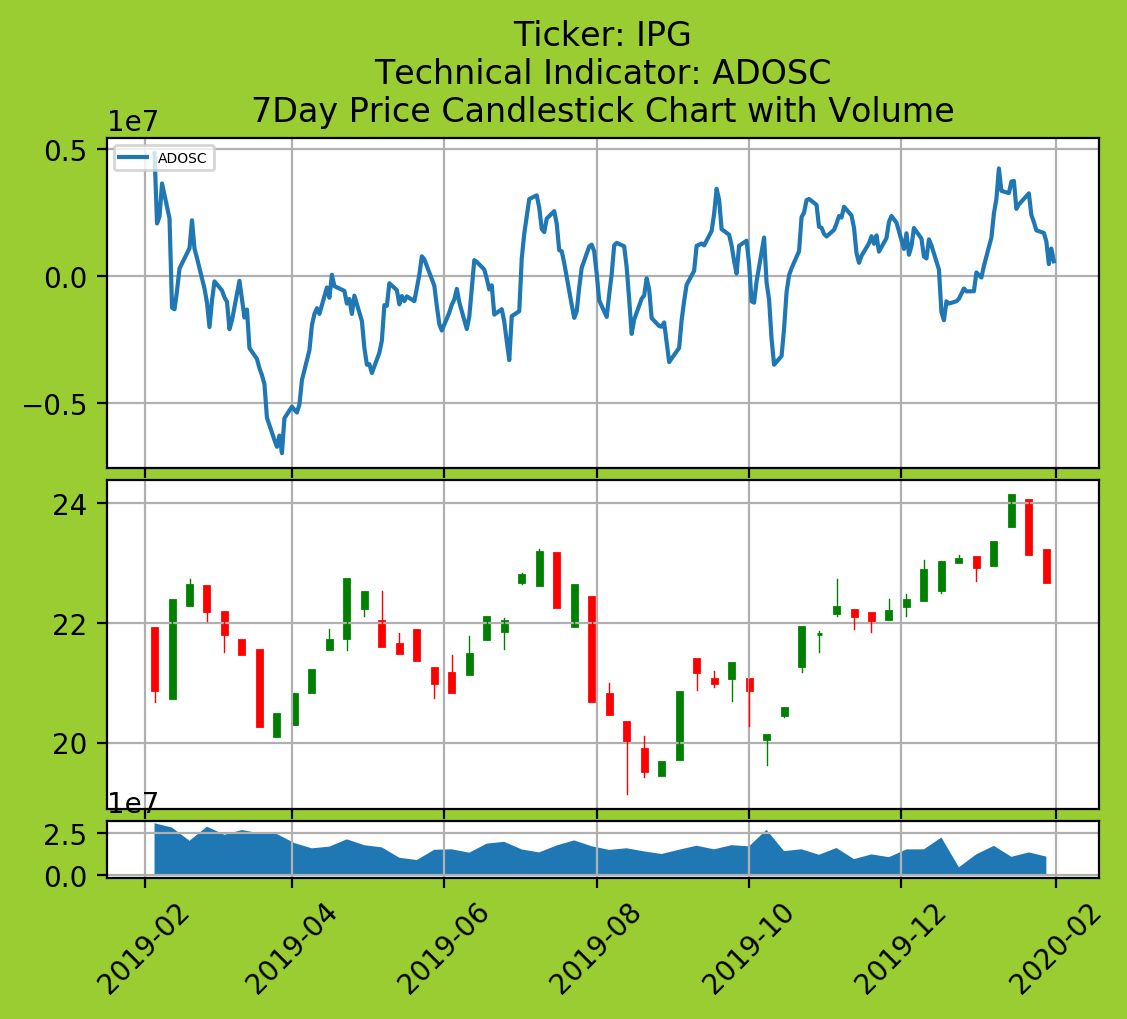 Ticker: IPG
Technical Indicator: ADOSC
7Day Price Candlestick Chart with Volume
1e7
0.5
ADOSC
0.0
−0.5
24
22
20
1e7
2.5
0.0
2019-02
2019-04
2019-06
2019-08
2019-10
2019-12
2020-02